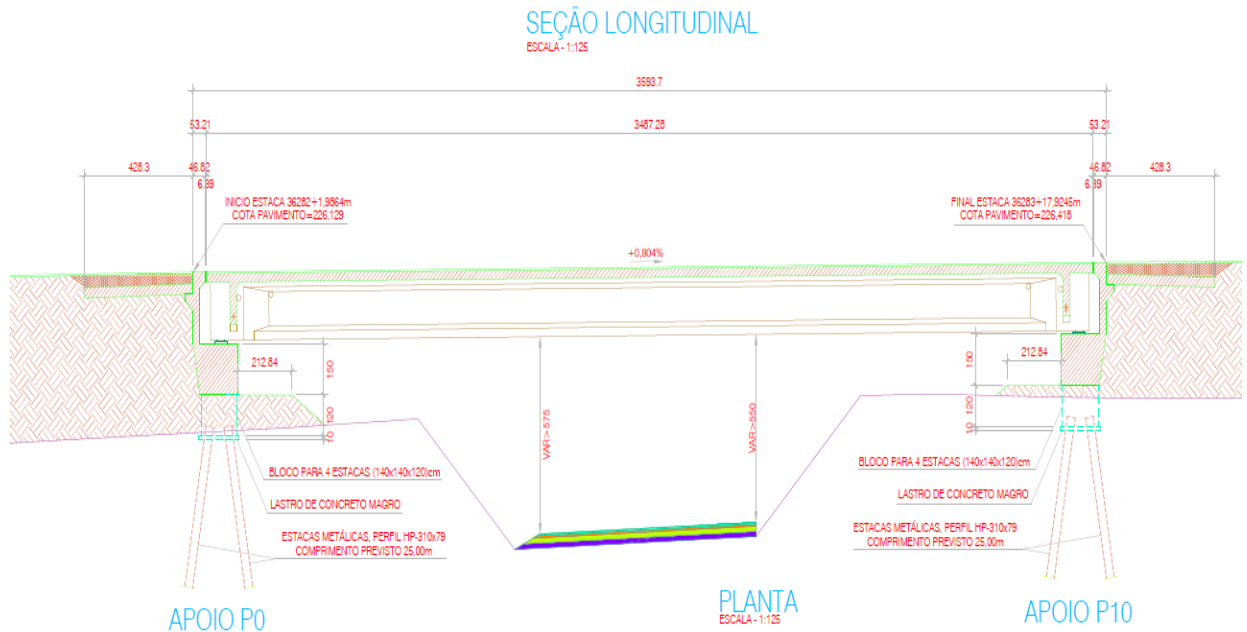 SEÇÃO LONGITUDINAL
ESCALA - 1:125
3593.7
53.21
3487.28
53.21
428.3
46.82
6.39
46.82
6.39
428.3
INICIO ESTACA 36282+1,9864m
COTA PAVIMENTO=226,129
FINAL ESTACA 36283+17,9245m
COTA PAVIMENTO=226,418
+0,804%
212.84
150
120
10
VAR>575
VAR>550
212.84
150
120
10
BLOCO PARA 4 ESTACAS (140x140x120)cm
LASTRO DE CONCRETO MAGRO
ESTACAS METÁLICAS, PERFIL HP-310x79
COMPRIMENTO PREVISTO 25,00m
BLOCO PARA 4 ESTACAS (140x140x120)cm
LASTRO DE CONCRETO MAGRO
ESTACAS METÁLICAS, PERFIL HP-310x79
COMPRIMENTO PREVISTO 25,00m
APOIO P0
PLANTA
ESCALA - 1:125
APOIO P10